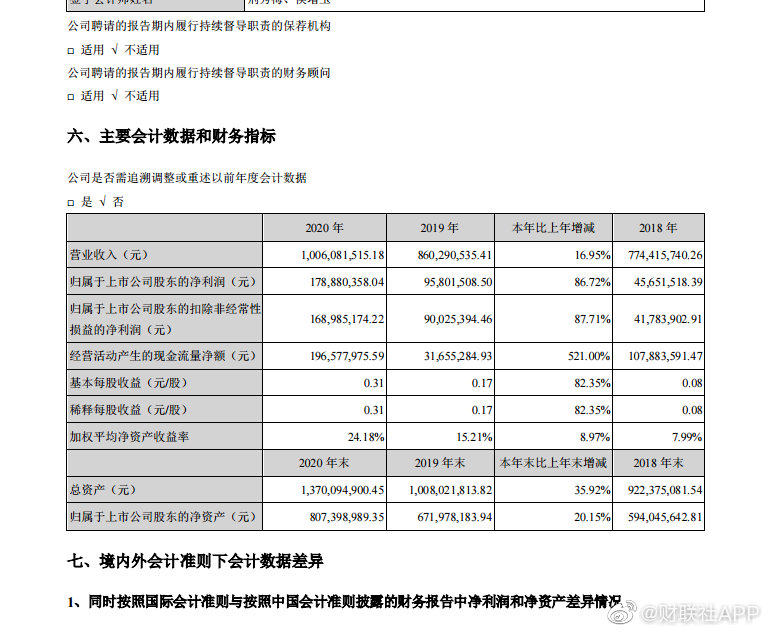 公司聘请的报告期内履行持续督导职责的保荐机构
□ 适用 √ 不适用
公司聘请的报告期内履行持续督导职责的财务顾问
□ 适用 √ 不适用
六、主要会计数据和财务指标
公司是否需追溯调整或重述以前年度会计数据
□ 是 √ 否
2020 年 2019 年 本年比上年增减 2018 年
营业收入（元） 1,006,081,515.18 860,290,535.41 16.95% 774,415,740.26
归属于上市公司股东的净利润（元） 178,880,358.04 95,801,508.50 86.72% 45,651,518.39
归属于上市公司股东的扣除非经常性
损益的净利润（元） 168,985,174.22 90,025,394.46 87.71% 41,783,902.91
经营活动产生的现金流量净额（元） 196,577,975.59 31,655,284.93 521.00% 107,883,591.47
基本每股收益（元/股） 0.31 0.17 82.35% 0.08
稀释每股收益（元/股） 0.31 0.17 82.35% 0.08
加权平均净资产收益率 24.18% 15.21% 8.97% 7.99%
2020 年末 2019 年末 本年末比上年末增减 2018 年末
总资产（元） 1,370,094,900.45 1,008,021,813.82 35.92% 922,375,081.54
归属于上市公司股东的净资产（元） 807,398,989.35 671,978,183.94 20.15% 594,045,642.81
七、境内外会计准则下会计数据差异
1、同时按照国际会计准则与按照中国会计准则披露的财务报告中净利润和净资产差异情况
@财联社APP